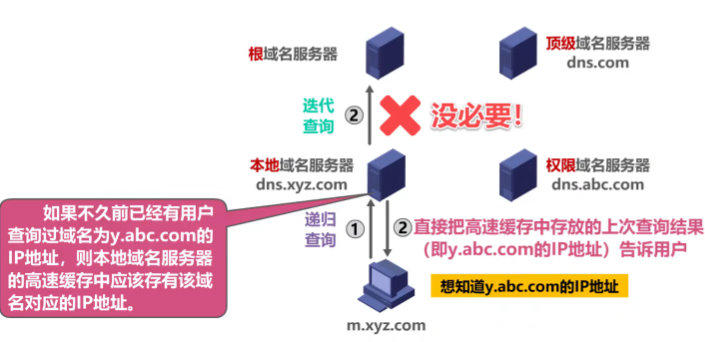 根域名服务器
顶级域名服务器
dns.com
迭代
查询
②
没必要！
本地域名服务器
dns.xyz.com
权限域名服务器
dns.abc.com
如果不久前已经有用户
查询过域名为y.abc.com的
IP地址，则本地域名服务器
的高速缓存中应该存有该域
名对应的IP地址。
递归
查询
①
②
直接把高速缓存中存放的上次查询结果
（即y.abc.com的IP地址）告诉用户
想知道y.abc.com的IP地址
m.xyz.com